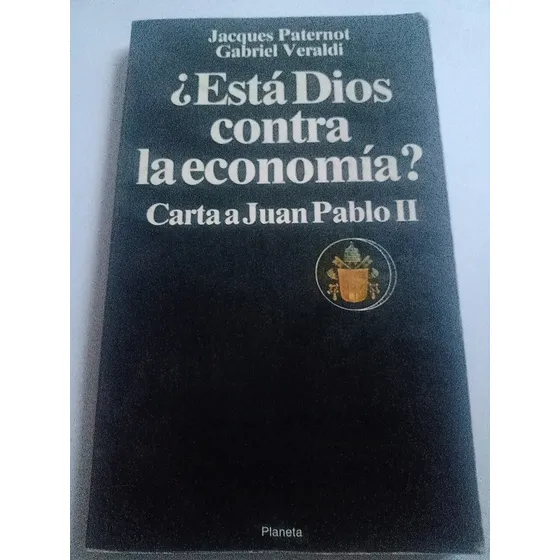 Jacques Paternot
Gabriel Veraldi
¿Está Dios
contra
la economía?
Carta a Juan Pablo II
Planeta